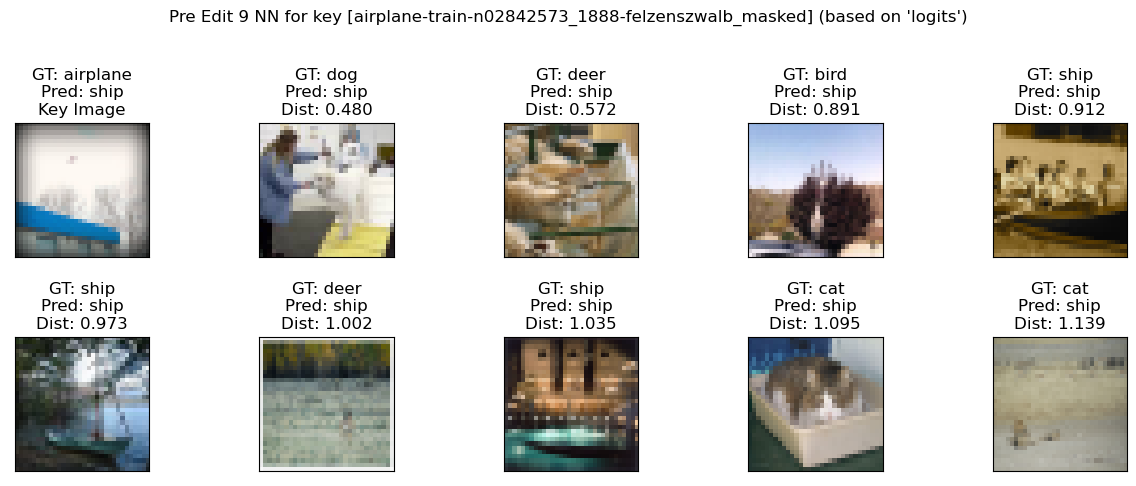 Pre Edit 9 NN for key [airplane-train-n02842573_1888-felzenszwalb_masked] (based on 'logits')
GT: airplane
Pred: ship
Key Image
GT: dog
Pred: ship
Dist: 0.480
GT: deer
Pred: ship
Dist: 0.572
GT: bird
Pred: ship
Dist: 0.891
GT: ship
Pred: ship
Dist: 0.912
GT: ship
Pred: ship
Dist: 0.973
GT: deer
Pred: ship
Dist: 1.002
GT: ship
Pred: ship
Dist: 1.035
GT: cat
Pred: ship
Dist: 1.095
GT: cat
Pred: ship
Dist: 1.139